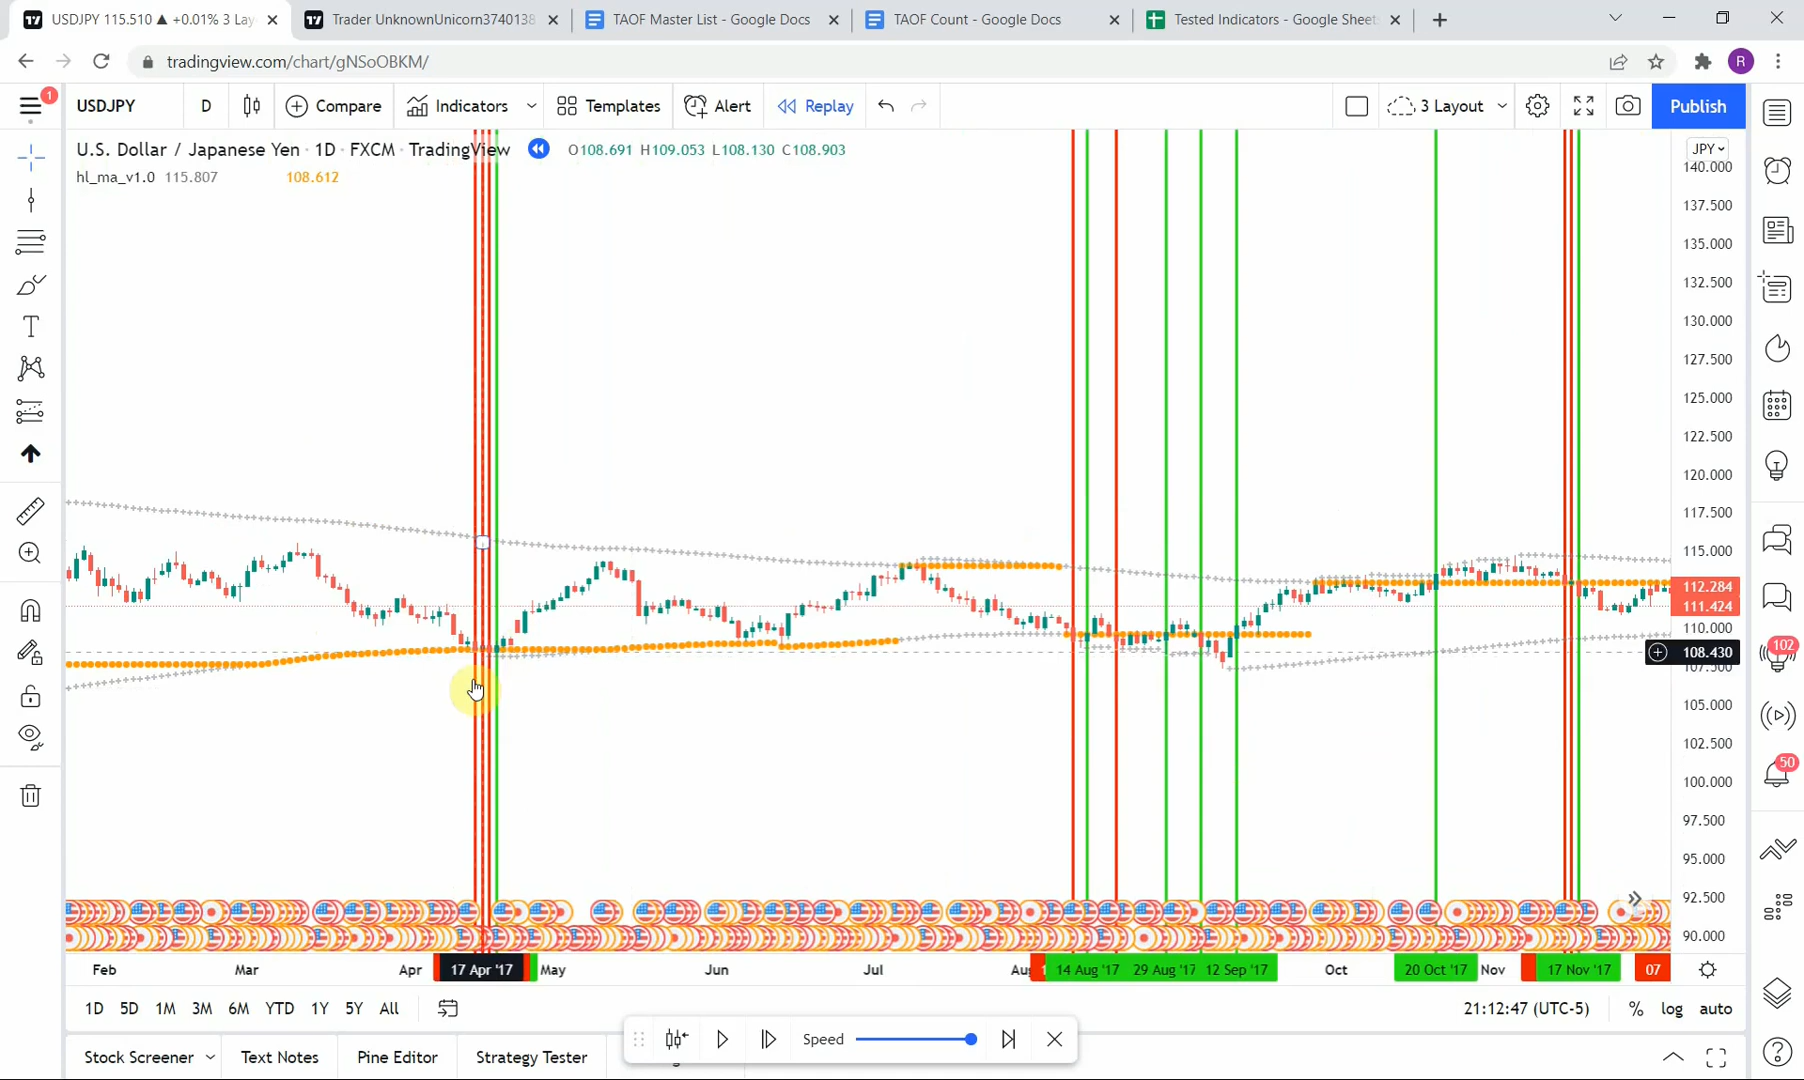 USDJPY 115.510 ▲ +0.01% 3 Lay
Trader UnknownUnicorn3740138
TAOF Master List - Google Docs
TAOF Count - Google Docs
Tested Indicators - Google Sheets
tradingview.com/chart/gNSoOBKM/
R
1
USDJPY
D
Compare
Indicators
Templates
Alert
Replay
3 Layout
Publish
U.S. Dollar / Japanese Yen · 1D · FXCM · TradingView
O108.691 H109.053 L108.130 C108.903
hl_ma_v1.0 115.807 108.612
JPY
140.000
137.500
135.000
132.500
130.000
127.500
125.000
122.500
120.000
117.500
115.000
112.284
111.424
110.000
108.430
107.500
105.000
102.500
100.000
97.500
95.000
92.500
90.000
102
50
Feb Mar Apr 17 Apr '17 May Jun Jul Aug 14 Aug '17 29 Aug '17 12 Sep '17 Oct 20 Oct '17 Nov 17 Nov '17 07
1D 5D 1M 3M 6M YTD 1Y 5Y All
21:12:47 (UTC-5) % log auto
Speed
Stock Screener Text Notes Pine Editor Strategy Tester